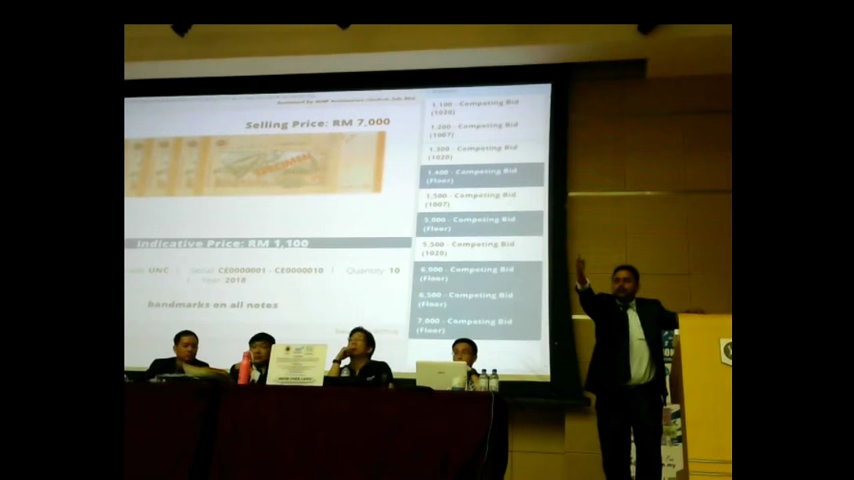 Selling Price: RM 7,000
Indicative Price: RM 1,100
UNC | Serial CE0000001 - CE0000010 | Quantity 10
| Year 2018
bandmarks on all notes
1,100 - Competing Bid
(1020)
1,200 - Competing Bid
(1007)
1,300 - Competing Bid
(1020)
1,400 - Competing Bid
(Floor)
1,500 - Competing Bid
(1007)
5,000 - Competing Bid
(Floor)
5,500 - Competing Bid
(1020)
6,000 - Competing Bid
(Floor)
6,500 - Competing Bid
(Floor)
7,000 - Competing Bid
(Floor)